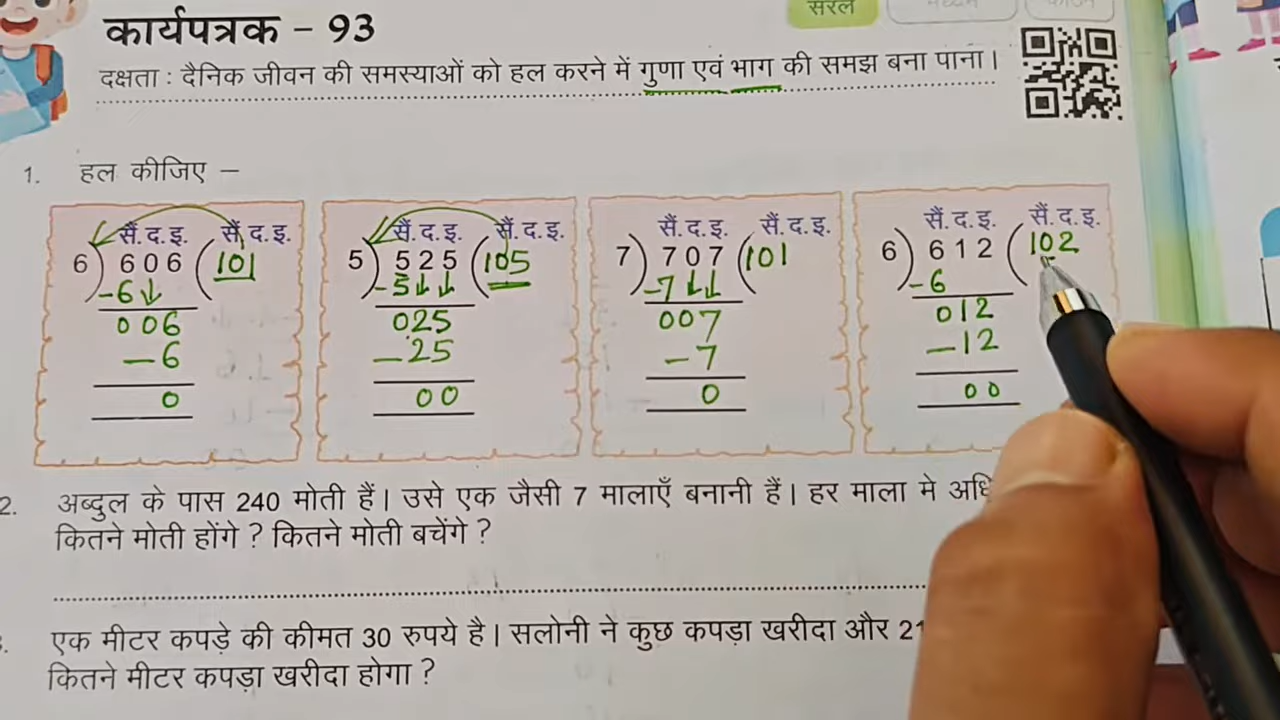 सरल
कार्यपत्रक – 93
दक्षता : दैनिक जीवन की समस्याओं को हल करने में गुणा एवं भाग की समझ बना पाना।
1. हल कीजिए –
सैं. द. इ. सैं. द. इ.
6 ) 606 ( 101
– 6
006
– 6
0
सैं. द. इ. सैं. द. इ.
5 ) 525 ( 105
– 5
025
– 25
00
सैं. द. इ. सैं. द. इ.
7 ) 707 ( 101
– 7
007
– 7
0
सैं. द. इ. सैं. द. इ.
6 ) 612 ( 102
– 6
012
– 12
00
2. अब्दुल के पास 240 मोती हैं। उसे एक जैसी 7 मालाएँ बनानी हैं। हर माला मे
कितने मोती होंगे ? कितने मोती बचेंगे ?
एक मीटर कपड़े की कीमत 30 रुपये है। सलोनी ने कुछ कपड़ा खरीदा और
कितने मीटर कपड़ा खरीदा होगा ?